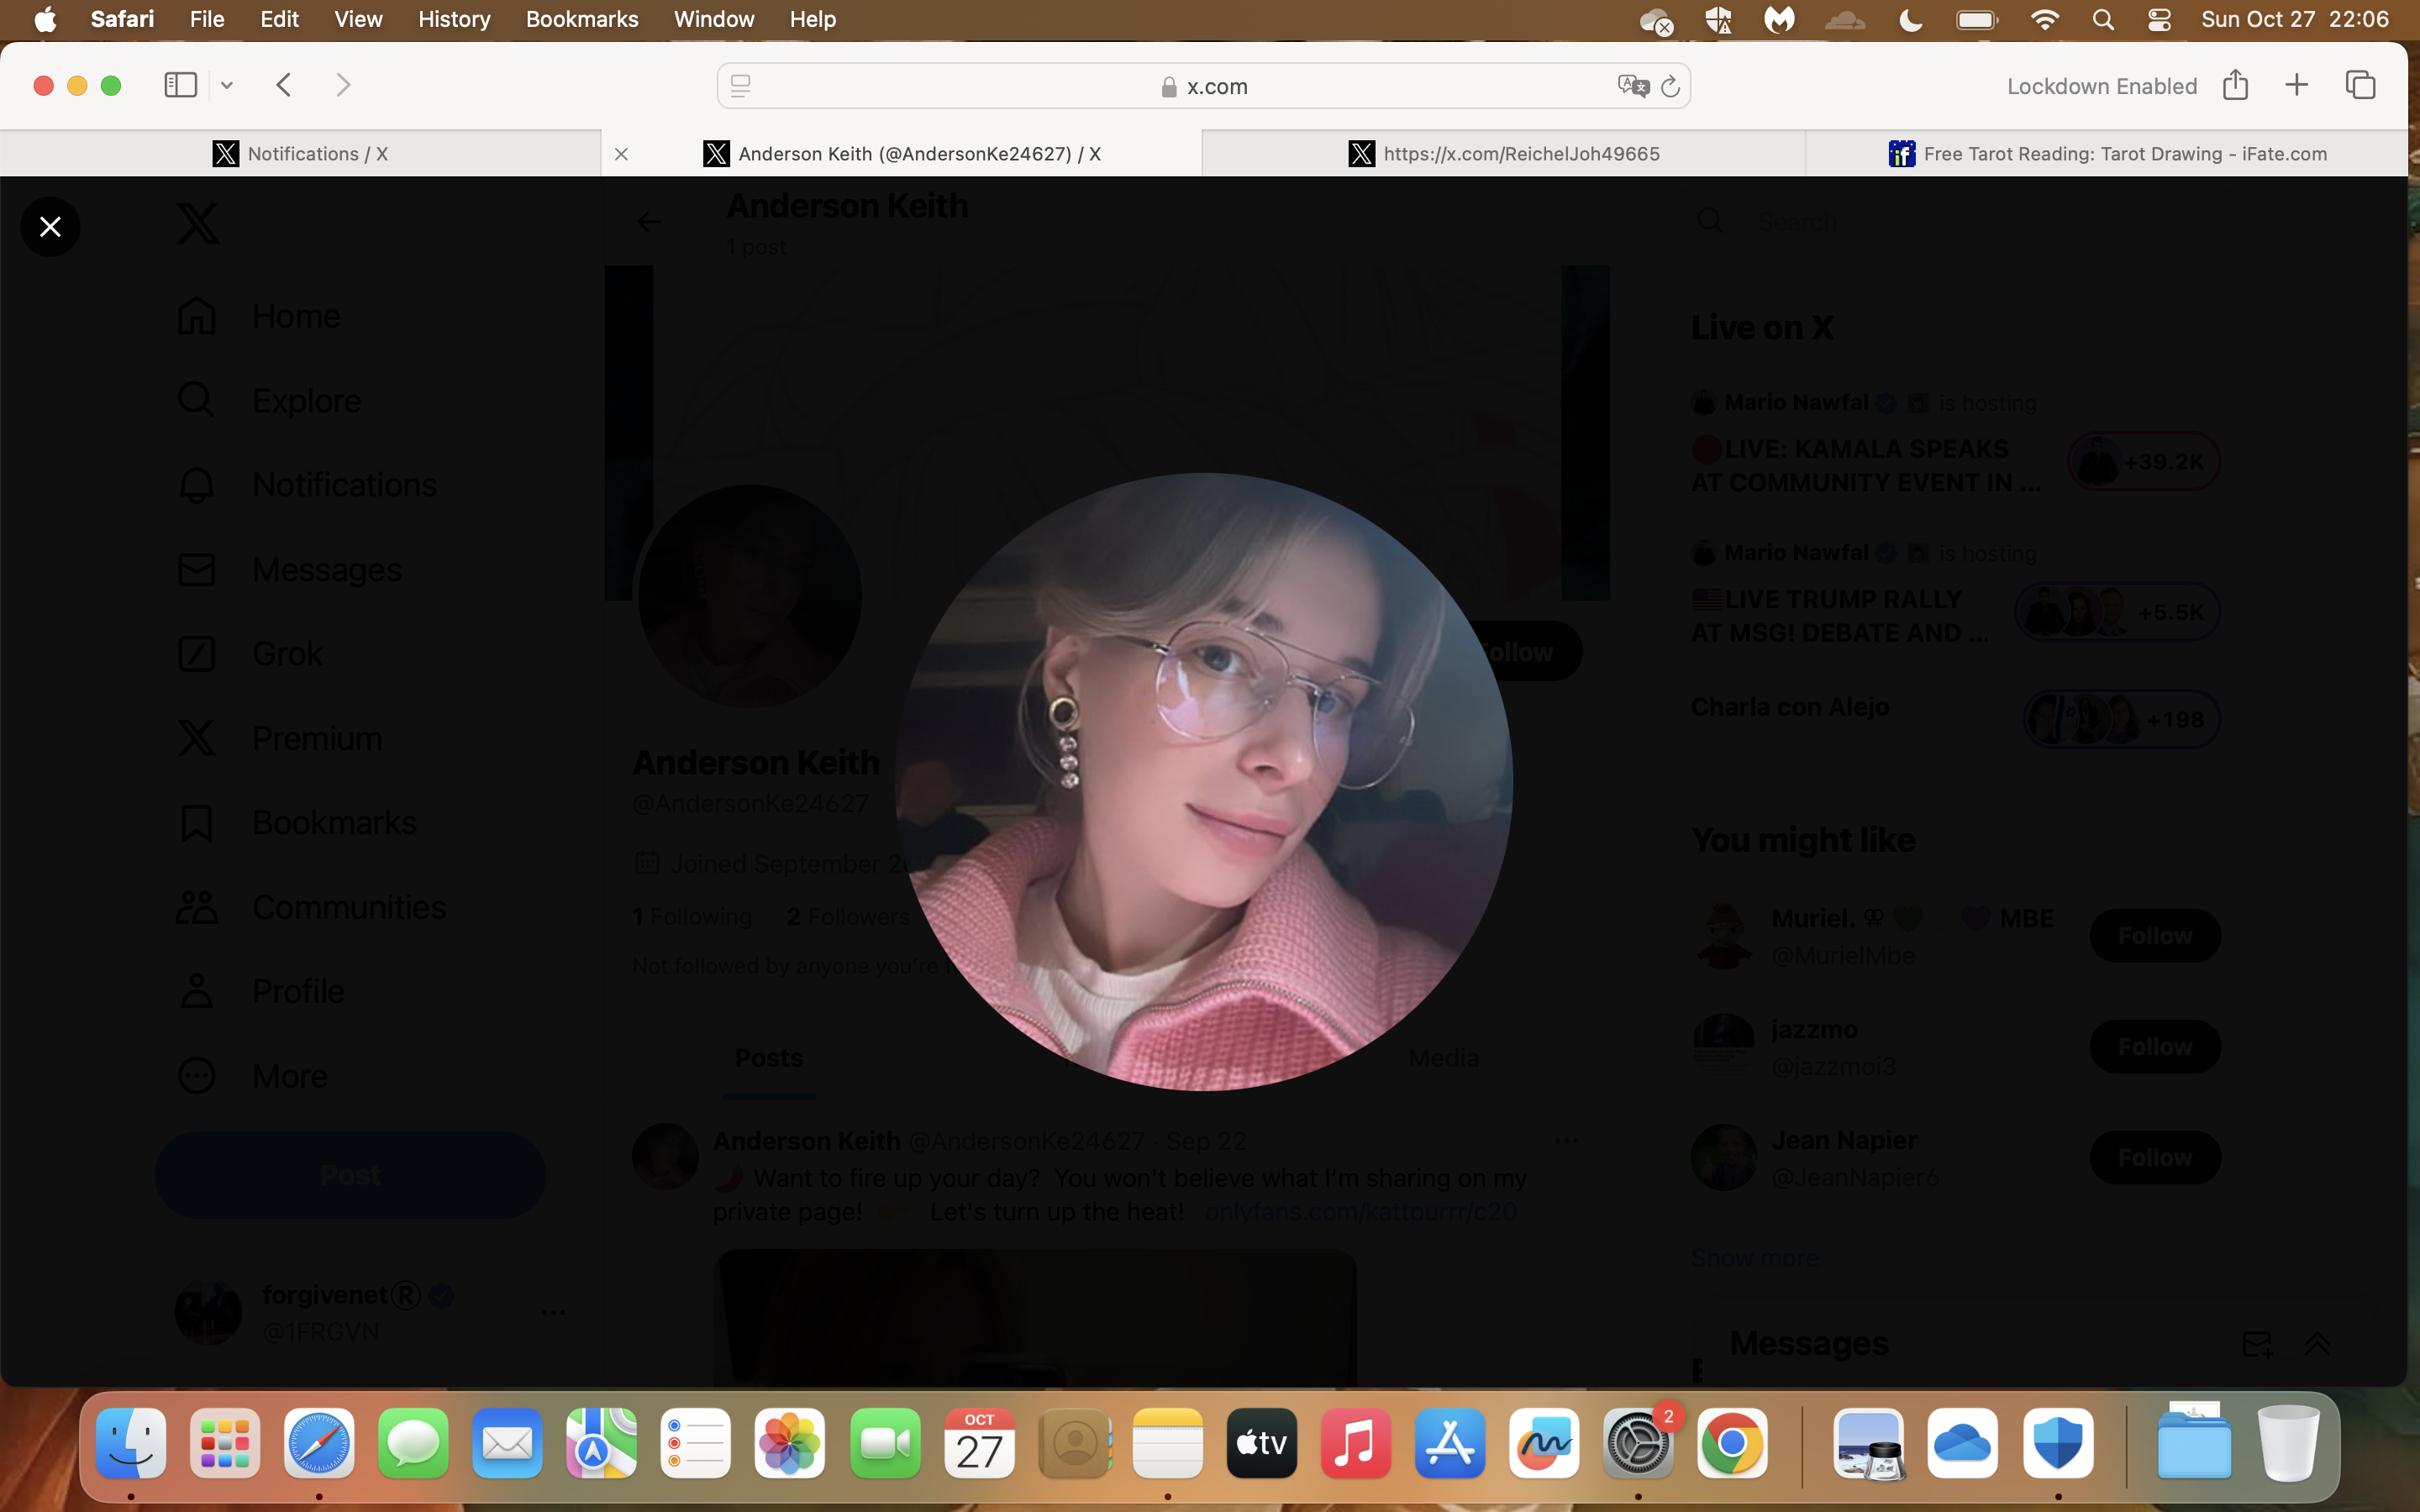 Safari File Edit View History Bookmarks Window Help Sun Oct 27 22:06
x.com
Lockdown Enabled
Notifications / X
Anderson Keith (@AndersonKe24627) / X
https://x.com/ReichelJoh49665
Free Tarot Reading: Tarot Drawing - iFate.com
Home
Explore
Notifications
Messages
Grok
Premium
Bookmarks
Communities
Profile
More
Post
forgivenet®
@1FRGVN
Anderson Keith
1 post
Follow
Anderson Keith
@AndersonKe24627
Joined September
1 Following 2 Followers
Not followed by anyone you're
Posts
Media
Anderson Keith @AndersonKe24627 · Sep 22
Want to fire up your day? You won't believe what I'm sharing on my
private page! Let's turn up the heat! onlyfans.com/kattpurrr/c20
Search
Live on X
Mario Nawfal is hosting
LIVE: KAMALA SPEAKS
AT COMMUNITY EVENT IN ...
+39.2K
Mario Nawfal is hosting
LIVE TRUMP RALLY
AT MSG! DEBATE AND ...
+5.5K
Charla con Alejo
+198
You might like
Muriel. MBE
@MurielMbe
Follow
jazzmo
@jazzmoi3
Follow
Jean Napier
@JeanNapier6
Follow
Show more
Messages
OCT
27
tv
2